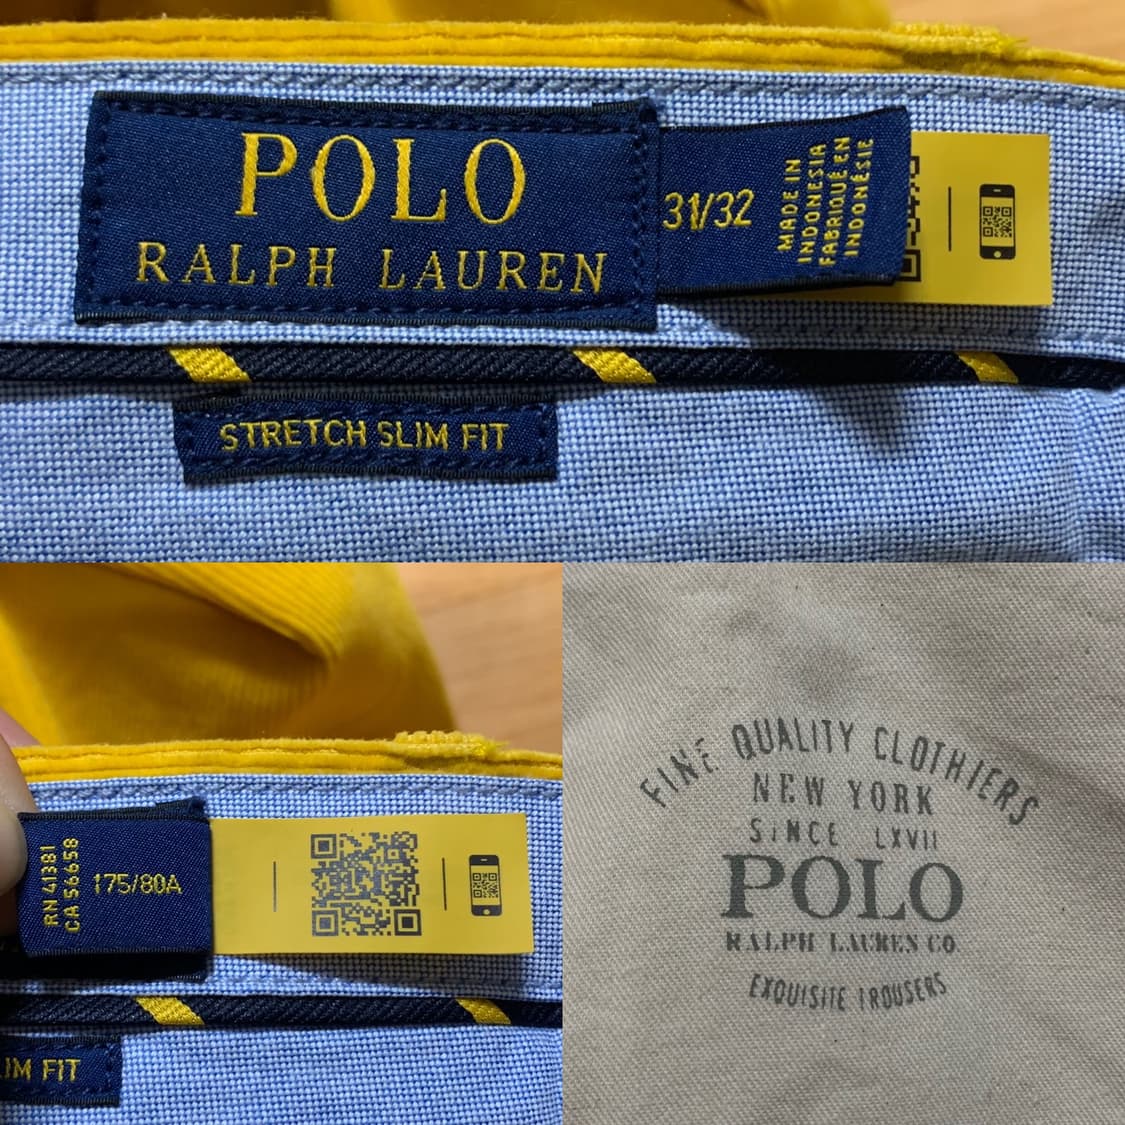 POLO
RALPH LAUREN
31/32
MADE IN
INDONESIA
FABRIQUÉ EN
INDONÉSIE
STRETCH SLIM FIT
RN 41381
CA 56658
175/80A
IM FIT
FINE QUALITY CLOTHIERS
NEW YORK
SINCE LXVII
POLO
RALPH LAUREN CO
EXQUISITE TROUSERS